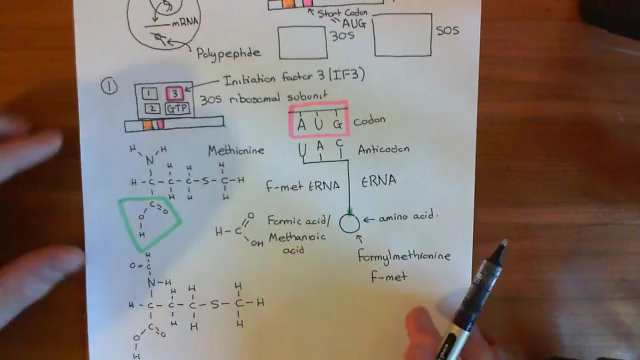 mRNA
Polypeptide
Start Codon
AUG
30S
50S
1
Initiation factor 3 (IF3)
1 3
2 GTP
30S ribosomal subunit
A U G Codon
U A C Anticodon
Methionine
H H
N H H H
H-C-C-C-S-C-H
H H H
C=O
O
H
f-met tRNA tRNA
H-C O
OH
Formic acid/
Methanoic
acid
amino acid.
Formylmethionine
f-met
H
O=C
N-H H H H
H-C-C-C-S-C-H
H H H
C=O
O
H